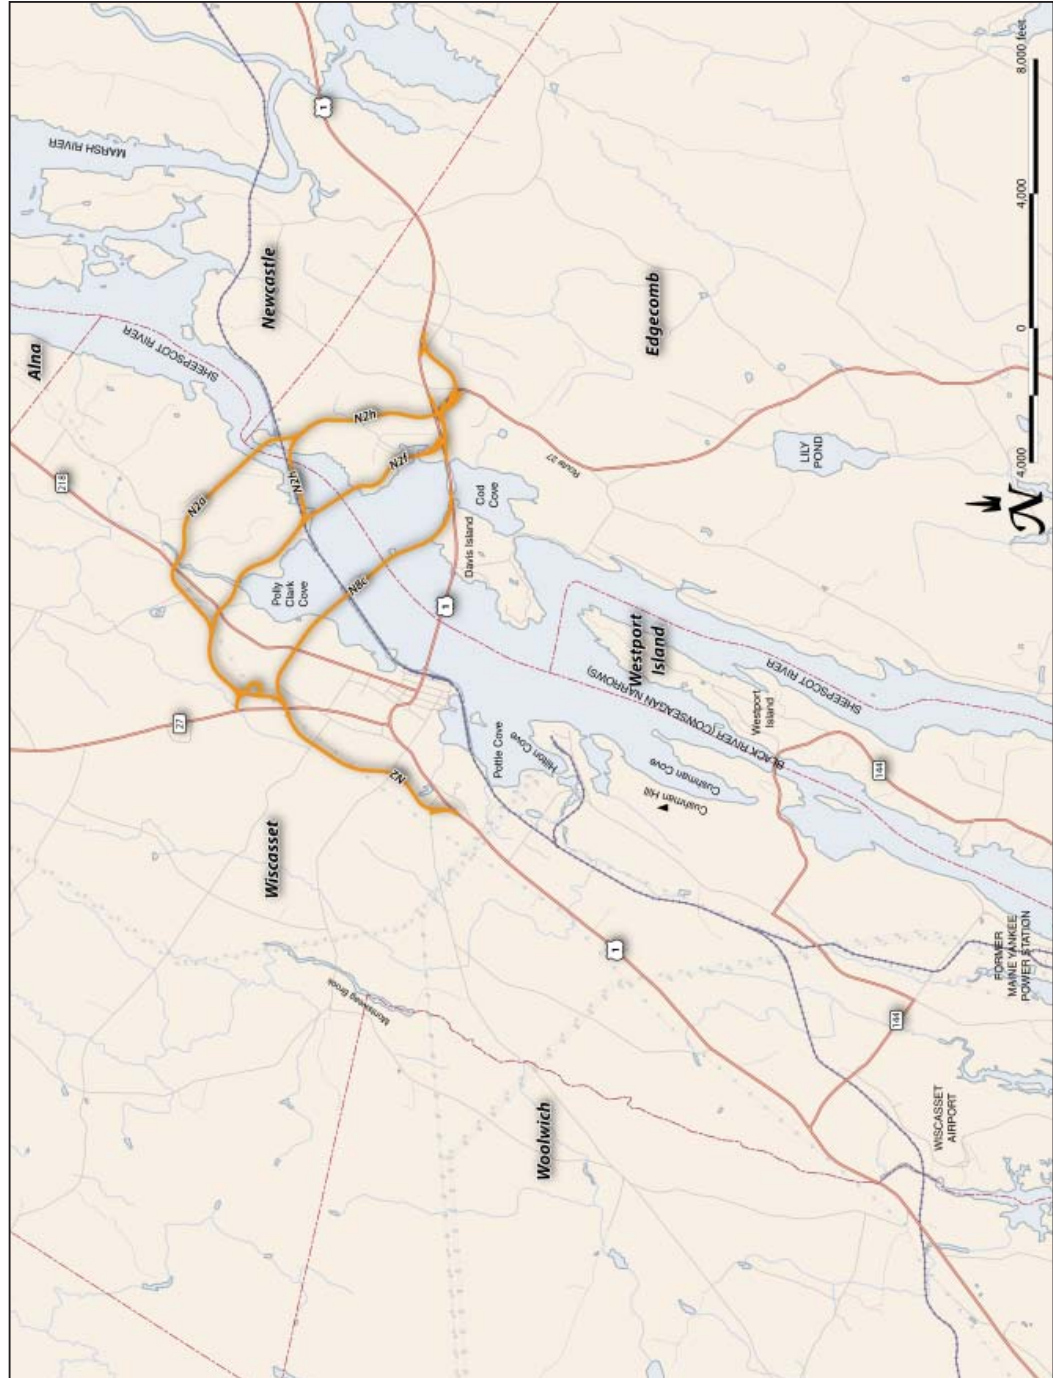 MARSH RIVER
1
Newcastle
Alna
SHEEPSCOT RIVER
Edgecomb
8,000 feet
4,000
0
4,000
N
218
N2a
N2h
N2h
N2f
N8c
Polly
Clark
Cove
Cod
Cove
Davis Island
Route 27
LILY
POND
1
27
N2
Wiscasset
Pottle Cove
Hilton Cove
Cushman Cove
Cushman Hill
Westport
Island
BLACK RIVER (COWSEAGAN NARROWS)
Westport
Island
SHEEPSCOT RIVER
144
1
Montsweag Brook
Woolwich
144
FORMER
MAINE YANKEE
POWER STATION
WISCASSET
AIRPORT